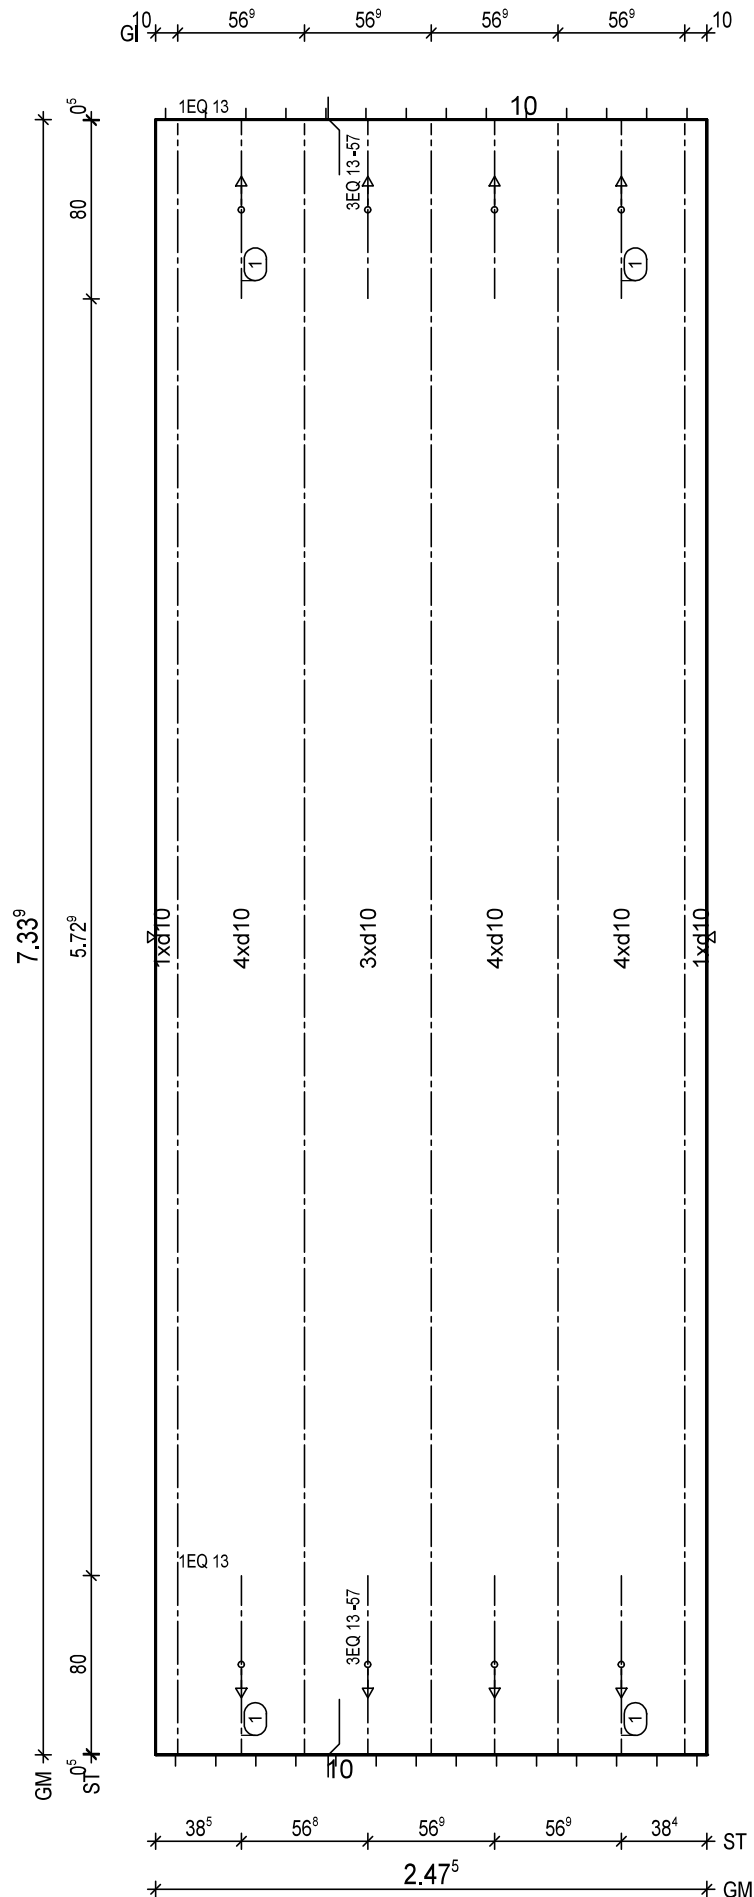 GI
10 56⁹ 56⁹ 56⁹ 56⁹ 10
1EQ 13
10
0⁵
3EQ 13 -57
80
1 1
7.33⁹
5.72⁹
1xd10 4xd10 3xd10 4xd10 4xd10 1xd10
1EQ 13
3EQ 13 -57
80
1 1
0⁵
10
GM ST
38⁵ 56⁸ 56⁹ 56⁹ 38⁴ ST
2.47⁵ GM